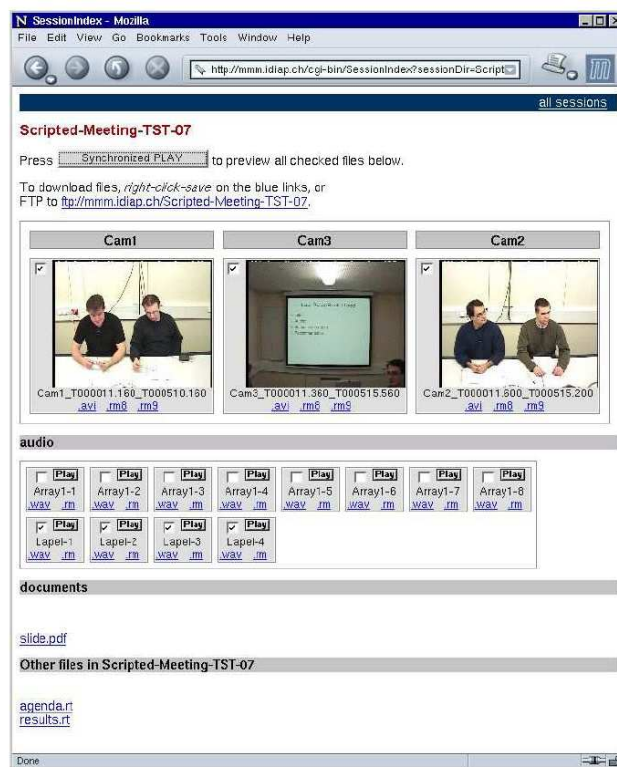 SessionIndex - Mozilla
File Edit View Go Bookmarks Tools Window Help
http://mmm.idiap.ch/cgi-bin/SessionIndex?sessionDir=Script
all sessions
Scripted-Meeting-TST-07
Press Synchronized PLAY to preview all checked files below.
To download files, right-click-save on the blue links, or
FTP to ftp://mmm.idiap.ch/Scripted-Meeting-TST-07.
Cam1 Cam3 Cam2
Cam1_T000011.160_T000510.160 Cam3_T000011.360_T000515.560 Cam2_T000011.600_T000515.200
.avi .rm8 .rm9 .avi .rm8 .rm9 .avi .rm8 .rm9
audio
Play Play Play Play Play Play Play Play
Array1-1 Array1-2 Array1-3 Array1-4 Array1-5 Array1-6 Array1-7 Array1-8
.wav .rm .wav .rm .wav .rm .wav .rm .wav .rm .wav .rm .wav .rm .wav .rm
Play Play Play Play
Lapel-1 Lapel-2 Lapel-3 Lapel-4
.wav .rm .wav .rm .wav .rm .wav .rm
documents
slide.pdf
Other files in Scripted-Meeting-TST-07
agenda.rt
results.rt
Done